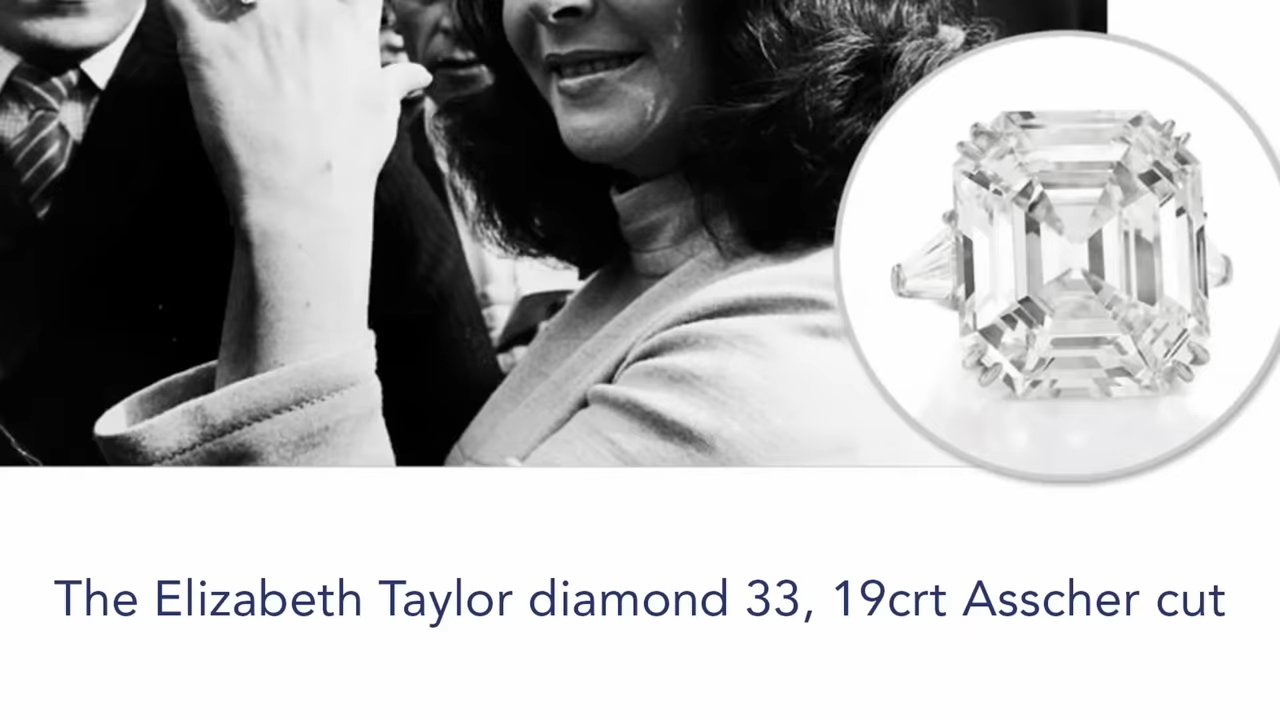 The Elizabeth Taylor diamond 33, 19crt Asscher cut